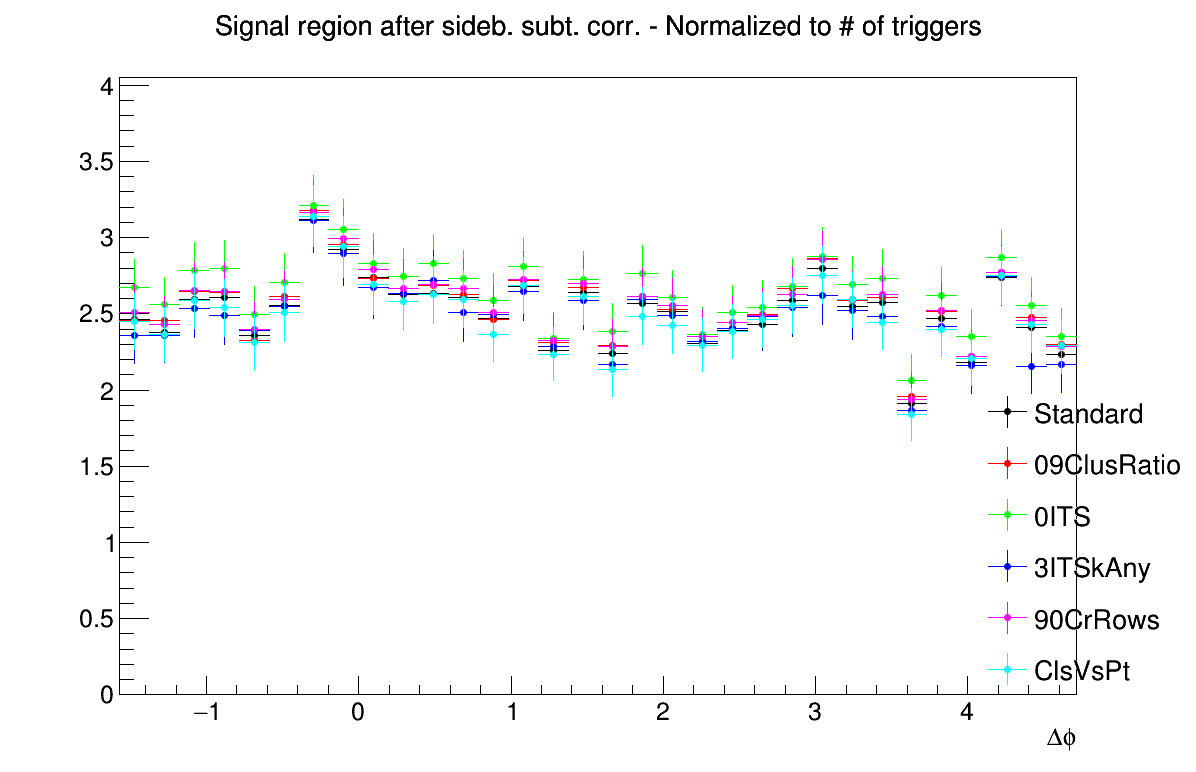 Signal region after sideb. subt. corr. - Normalized to # of triggers
4
3.5
3
2.5
2
1.5
1
0.5
0
−1
0
1
2
3
4
Δϕ
Standard
09ClusRatio
0ITS
3ITSkAny
90CrRows
ClsVsPt